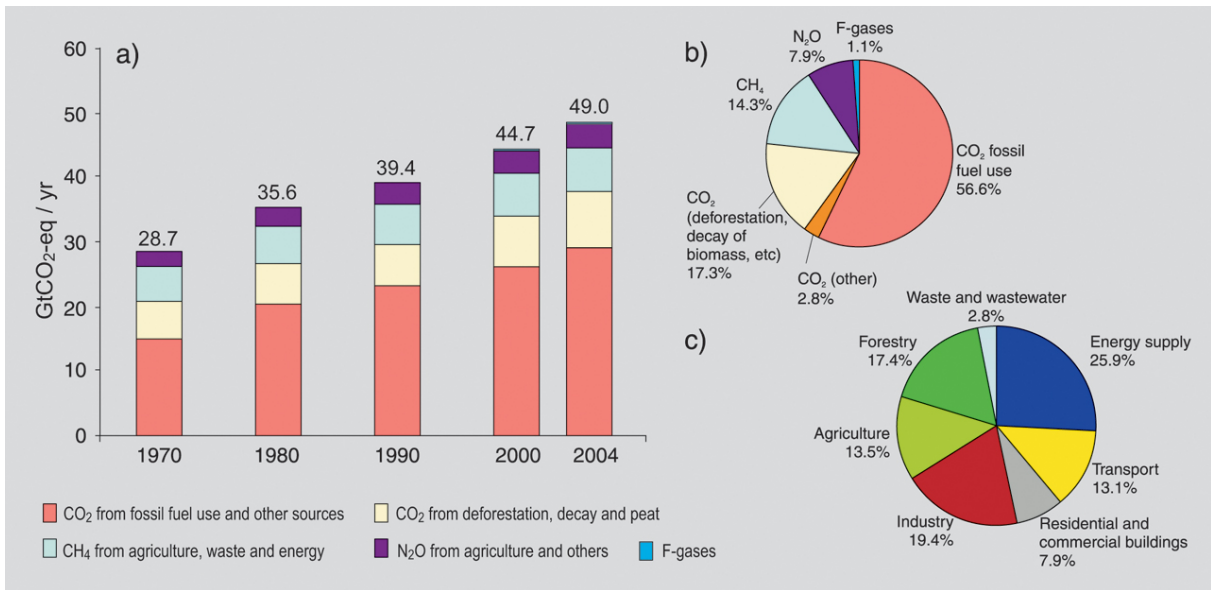 a)
GtCO₂-eq / yr
60
50
40
30
20
10
0
28.7
35.6
39.4
44.7
49.0
1970
1980
1990
2000
2004
CO₂ from fossil fuel use and other sources
CO₂ from deforestation, decay and peat
CH₄ from agriculture, waste and energy
N₂O from agriculture and others
F-gases
b)
F-gases
1.1%
N₂O
7.9%
CH₄
14.3%
CO₂ fossil
fuel use
56.6%
CO₂
(deforestation,
decay of
biomass, etc)
17.3%
CO₂ (other)
2.8%
c)
Waste and wastewater
2.8%
Forestry
17.4%
Energy supply
25.9%
Agriculture
13.5%
Transport
13.1%
Industry
19.4%
Residential and
commercial buildings
7.9%